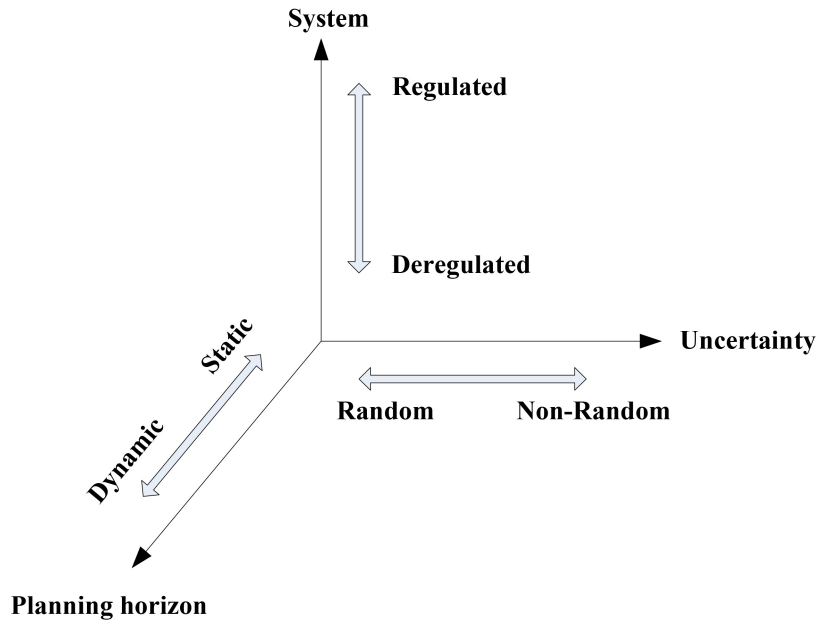 System
Regulated
Deregulated
Uncertainty
Random
Non-Random
Static
Dynamic
Planning horizon